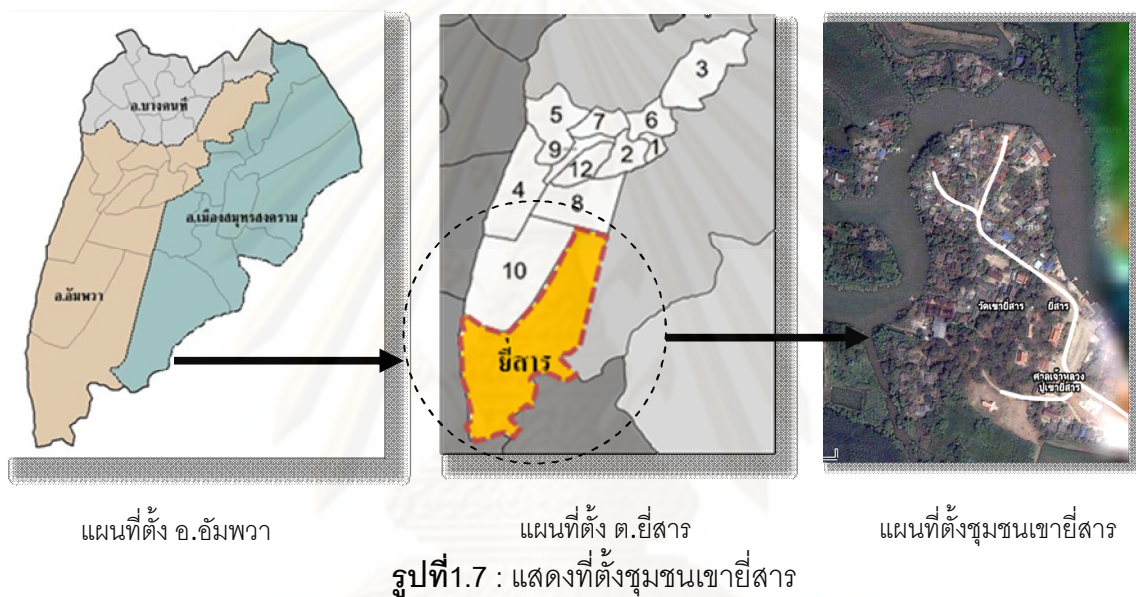 อ.บางคนที
อ.เมืองสมุทรสงคราม
อ.อัมพวา
3
5
7
6
9
12
2
1
4
8
10
ยี่สาร
วัดเขายี่สาร
ยี่สาร
ศาลเจ้าหลวง
ปู่เขายี่สาร
แผนที่ตั้ง อ.อัมพวา
แผนที่ตั้ง ต.ยี่สาร
แผนที่ตั้งชุมชนเขายี่สาร
รูปที่1.7 : แสดงที่ตั้งชุมชนเขายี่สาร